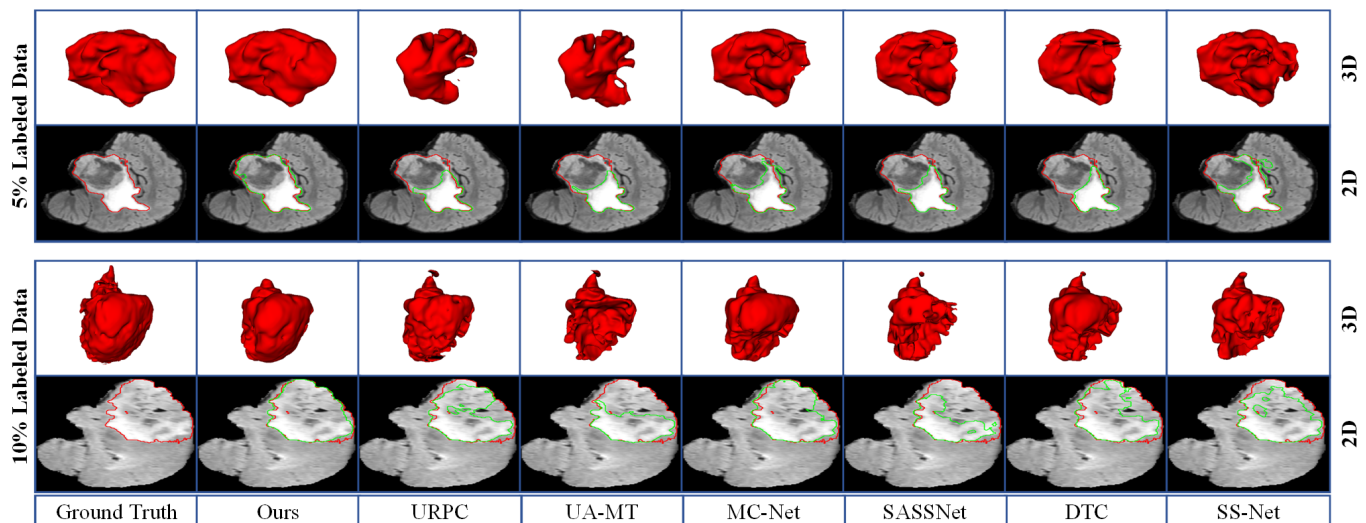 5% Labeled Data
3D
2D
10% Labeled Data
3D
2D
Ground Truth
Ours
URPC
UA-MT
MC-Net
SASSNet
DTC
SS-Net